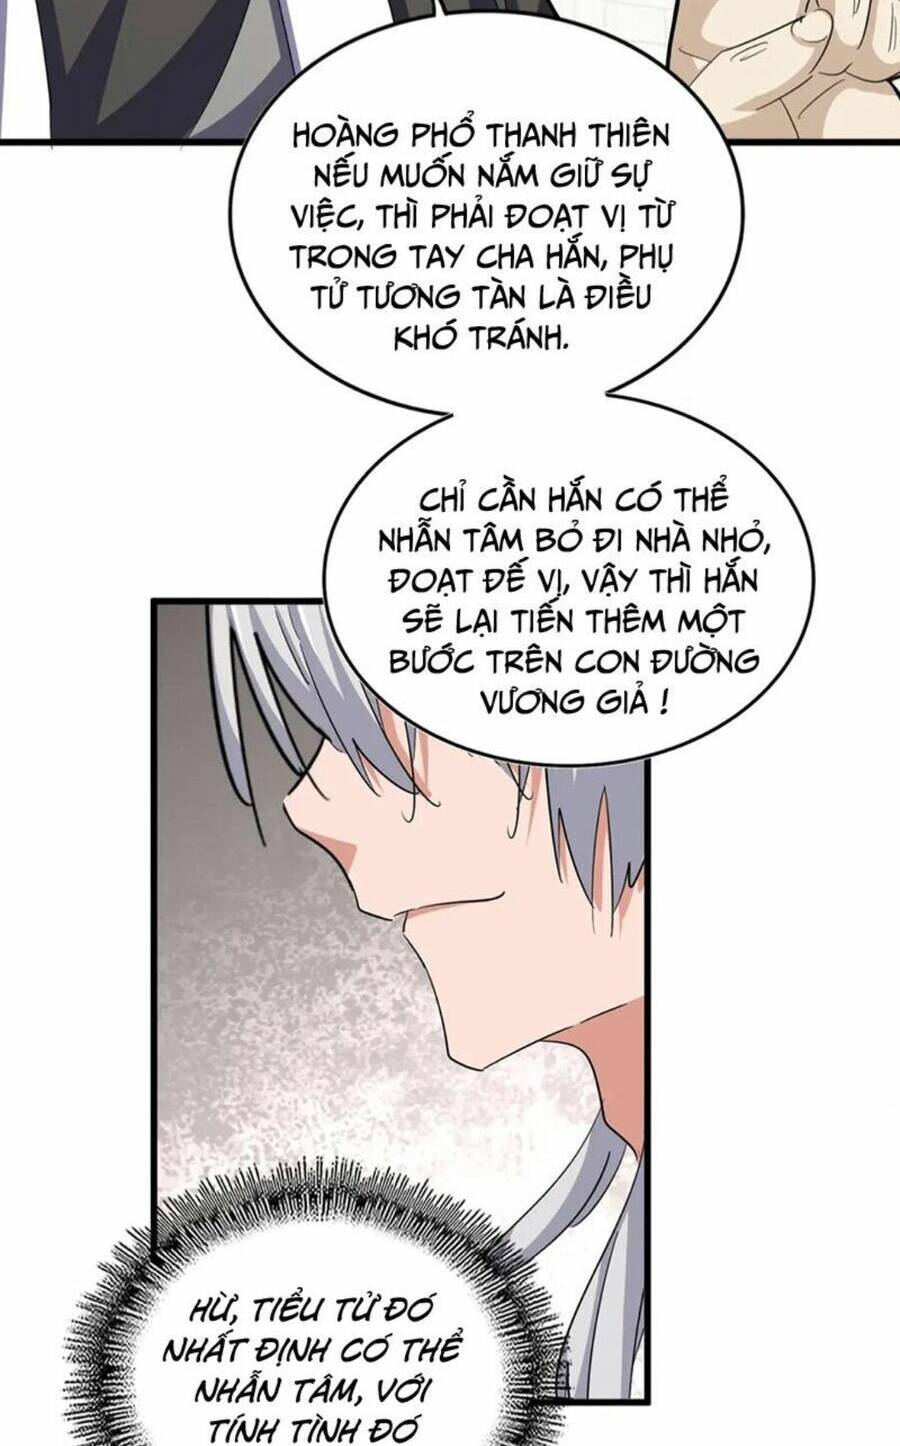 HOÀNG PHỔ THANH THIÊN
NẾU MUỐN NẮM GIỮ SỰ
VIỆC, THÌ PHẢI ĐOẠT VỊ TỪ
TRONG TAY CHA HẮN, PHỤ
TỬ TƯƠNG TÀN LÀ ĐIỀU
KHÓ TRÁNH.
CHỈ CẦN HẮN CÓ THỂ
NHẪN TÂM BỎ ĐI NHÀ NHỎ,
ĐOẠT ĐẾ VỊ, VẬY THÌ HẮN
SẼ LẠI TIẾN THÊM MỘT
BƯỚC TRÊN CON ĐƯỜNG
VƯƠNG GIẢ !
HỪ, TIỂU TỬ ĐÓ
NHẤT ĐỊNH CÓ THỂ
NHẪN TÂM, VỚI
TÍNH TÌNH ĐÓ